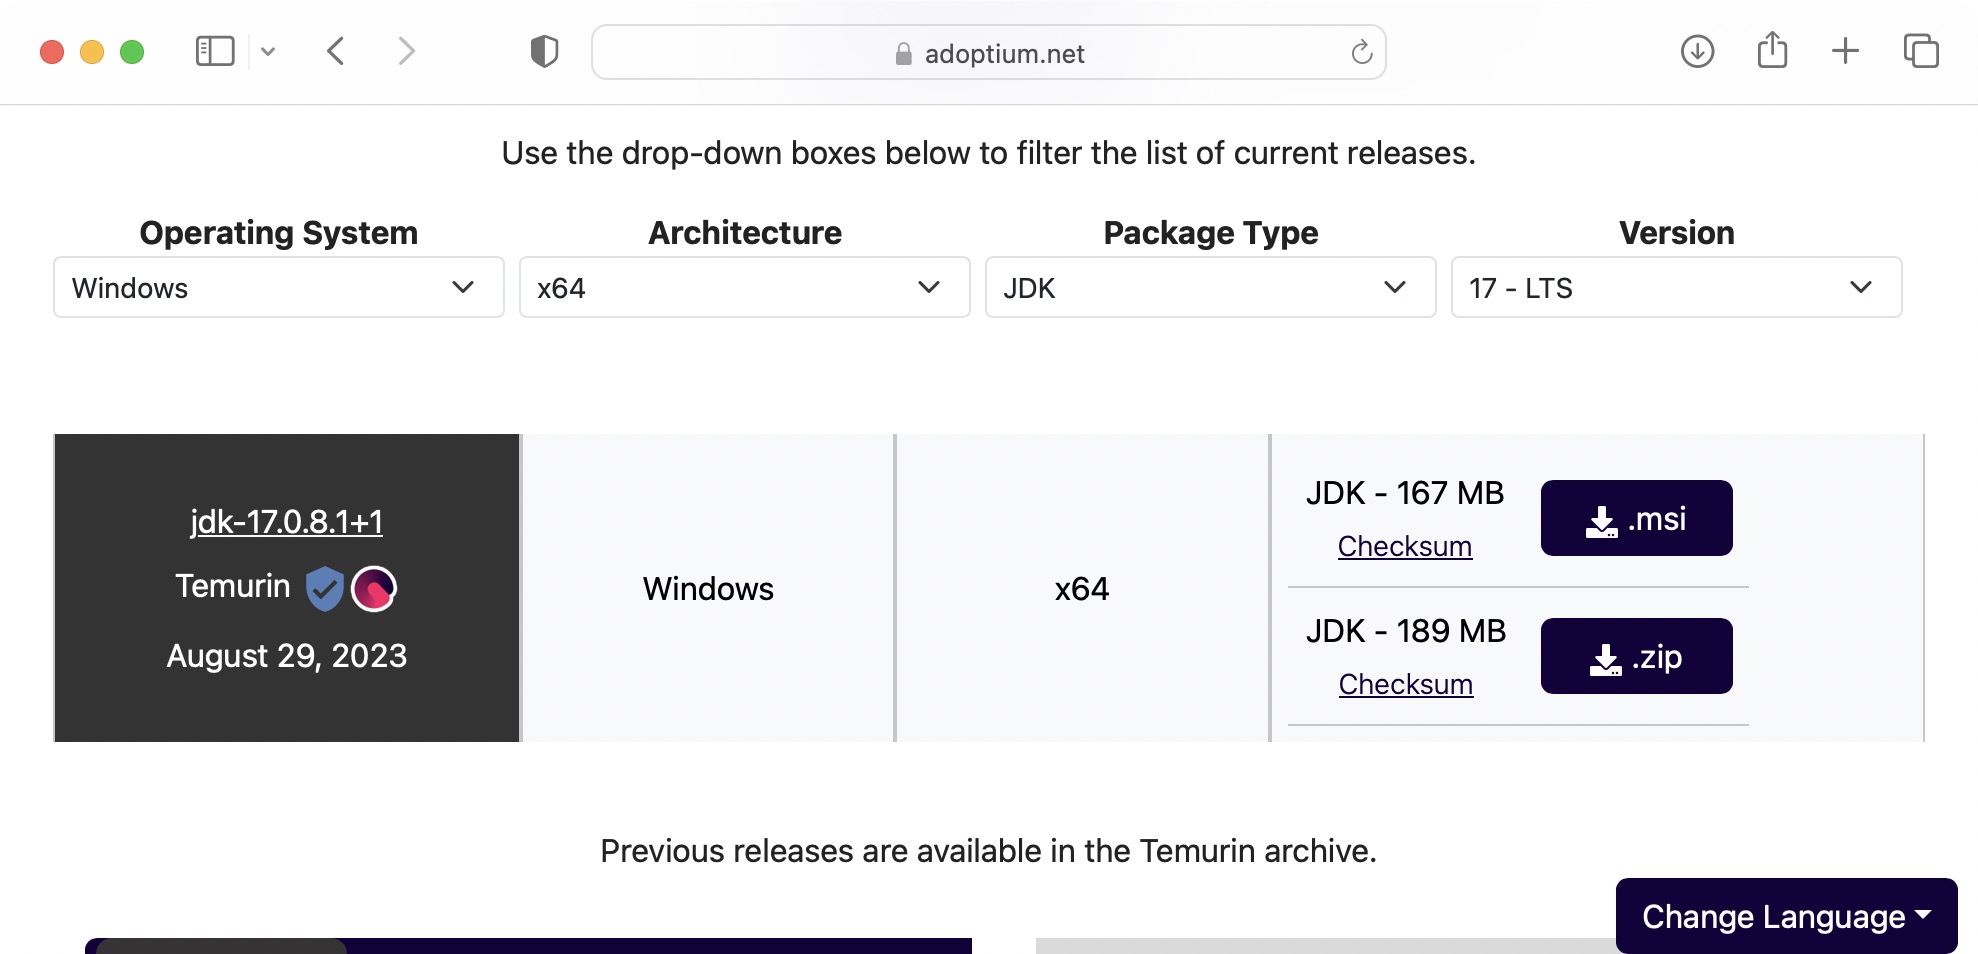 adoptium.net
Use the drop-down boxes below to filter the list of current releases.
Operating System
Architecture
Package Type
Version
Windows
x64
JDK
17 - LTS
jdk-17.0.8.1+1
Temurin
August 29, 2023
Windows
x64
JDK - 167 MB
Checksum
.msi
JDK - 189 MB
Checksum
.zip
Previous releases are available in the Temurin archive.
Change Language